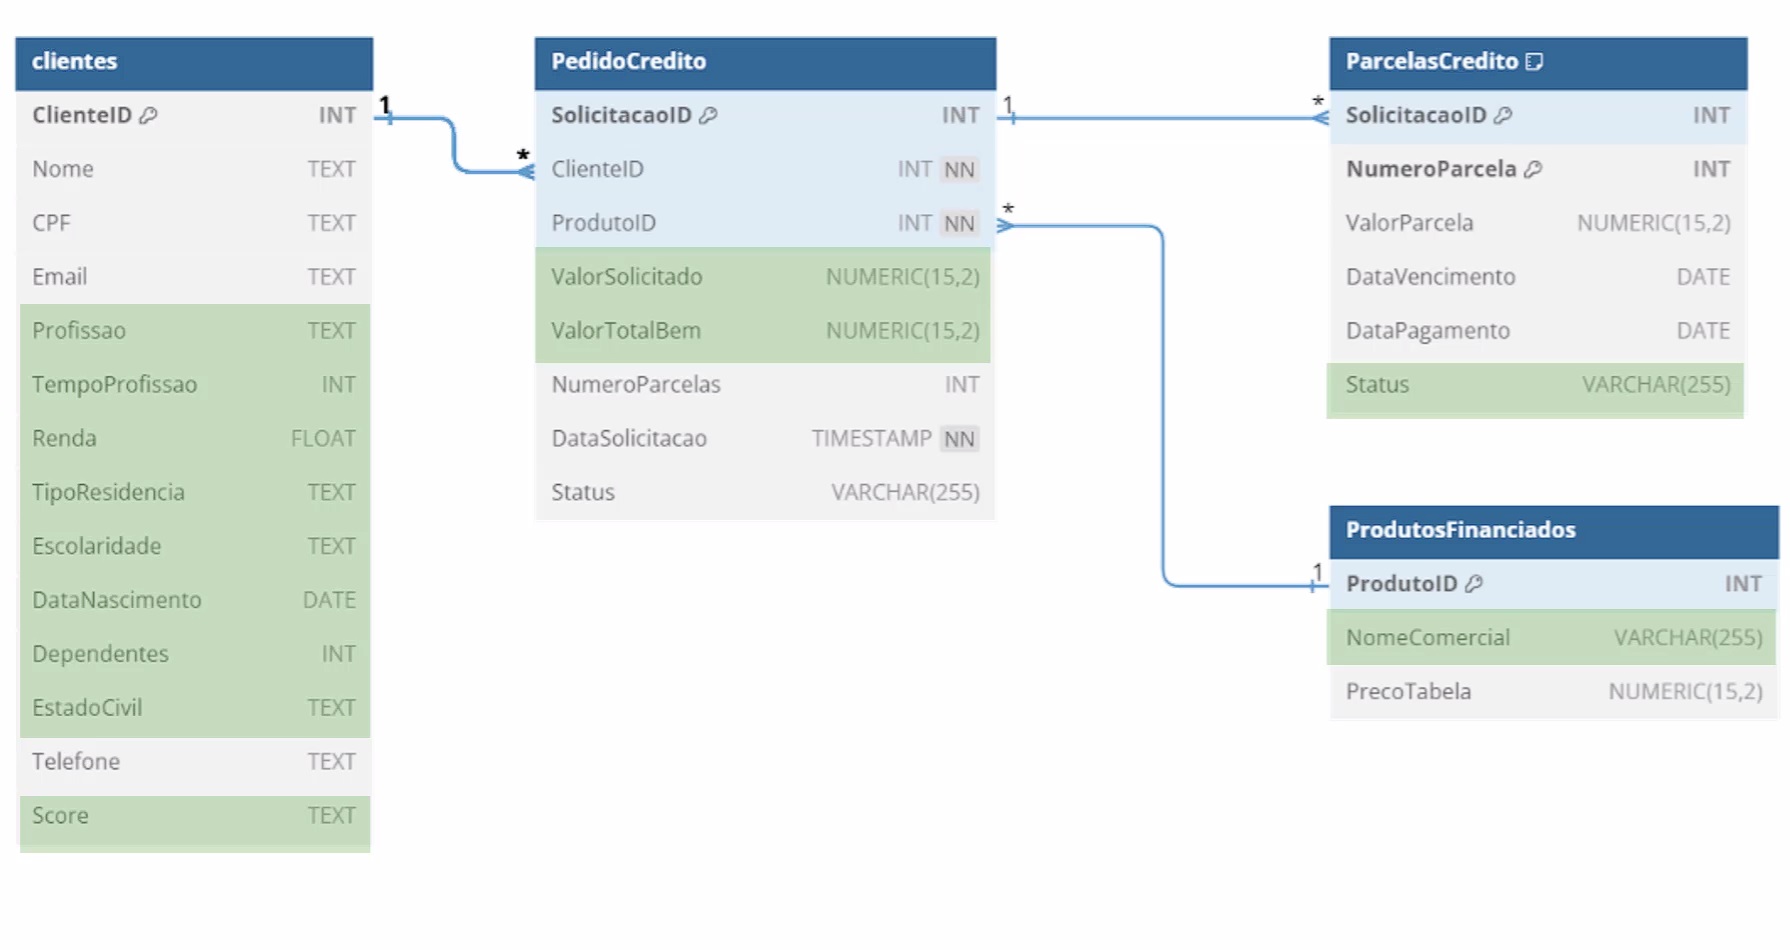 clientes
ClienteID INT
Nome TEXT
CPF TEXT
Email TEXT
Profissao TEXT
TempoProfissao INT
Renda FLOAT
TipoResidencia TEXT
Escolaridade TEXT
DataNascimento DATE
Dependentes INT
EstadoCivil TEXT
Telefone TEXT
Score TEXT
1
*
PedidoCredito
SolicitacaoID INT
ClienteID INT NN
ProdutoID INT NN
ValorSolicitado NUMERIC(15,2)
ValorTotalBem NUMERIC(15,2)
NumeroParcelas INT
DataSolicitacao TIMESTAMP NN
Status VARCHAR(255)
1
*
*
1
ParcelasCredito
SolicitacaoID INT
NumeroParcela INT
ValorParcela NUMERIC(15,2)
DataVencimento DATE
DataPagamento DATE
Status VARCHAR(255)
ProdutosFinanciados
ProdutoID INT
NomeComercial VARCHAR(255)
PrecoTabela NUMERIC(15,2)